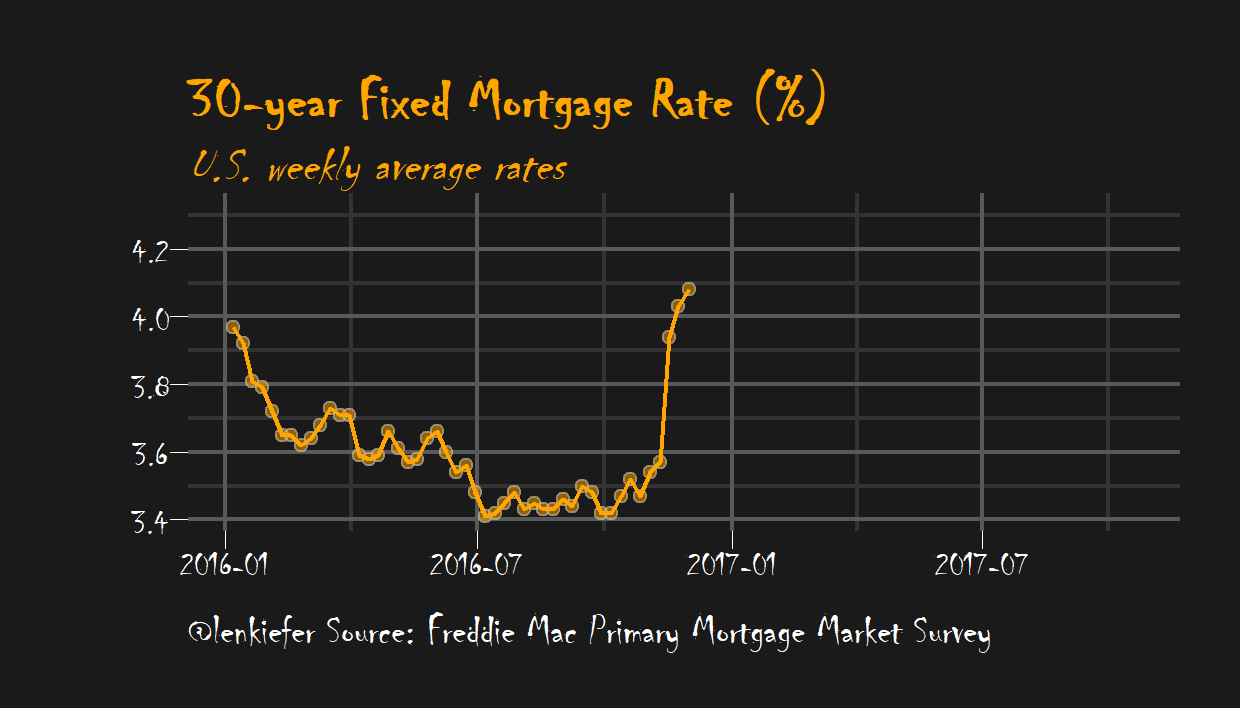 30-year Fixed Mortgage Rate (%)
U.S. weekly average rates
4.2
4.0
3.8
3.6
3.4
2016-01 2016-07 2017-01 2017-07
@lenkiefer Source: Freddie Mac Primary Mortgage Market Survey